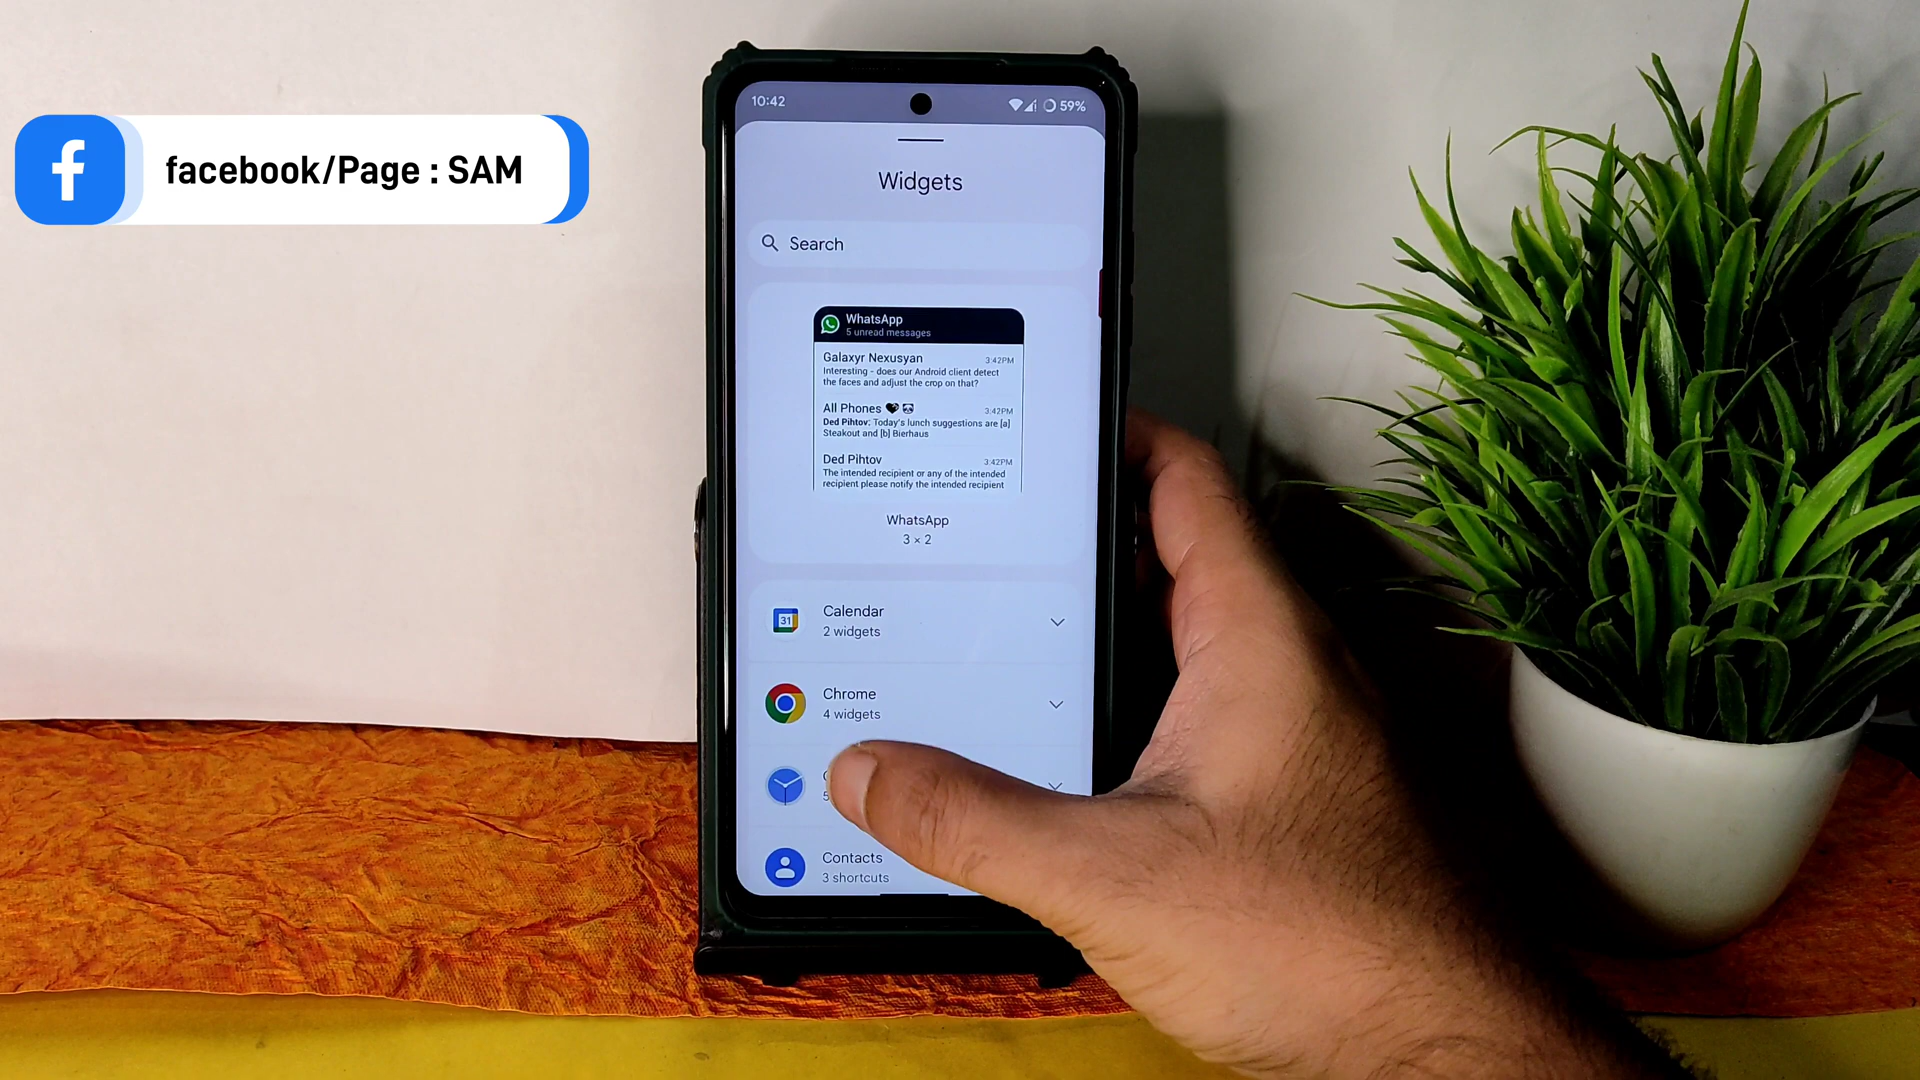 facebook/Page : SAM
10:42
59%
Widgets
Search
WhatsApp
5 unread messages
Galaxyr Nexusyan 3:42PM
Interesting - does our Android client detect
the faces and adjust the crop on that?
All Phones 3:42PM
Ded Pihtov: Today's lunch suggestions are [a]
Steakout and [b] Bierhaus
Ded Pihtov 3:42PM
The intended recipient or any of the intended
recipient please notify the intended recipient
WhatsApp
3 × 2
31
Calendar
2 widgets
Chrome
4 widgets
5
Contacts
3 shortcuts